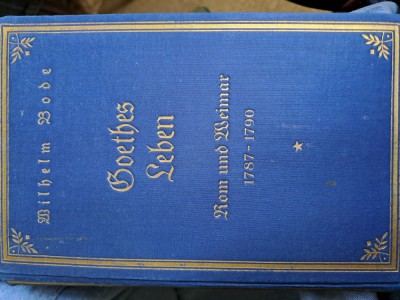 Wilhelm Bode
Goethes
Leben
Rom und Weimar
1787-1790